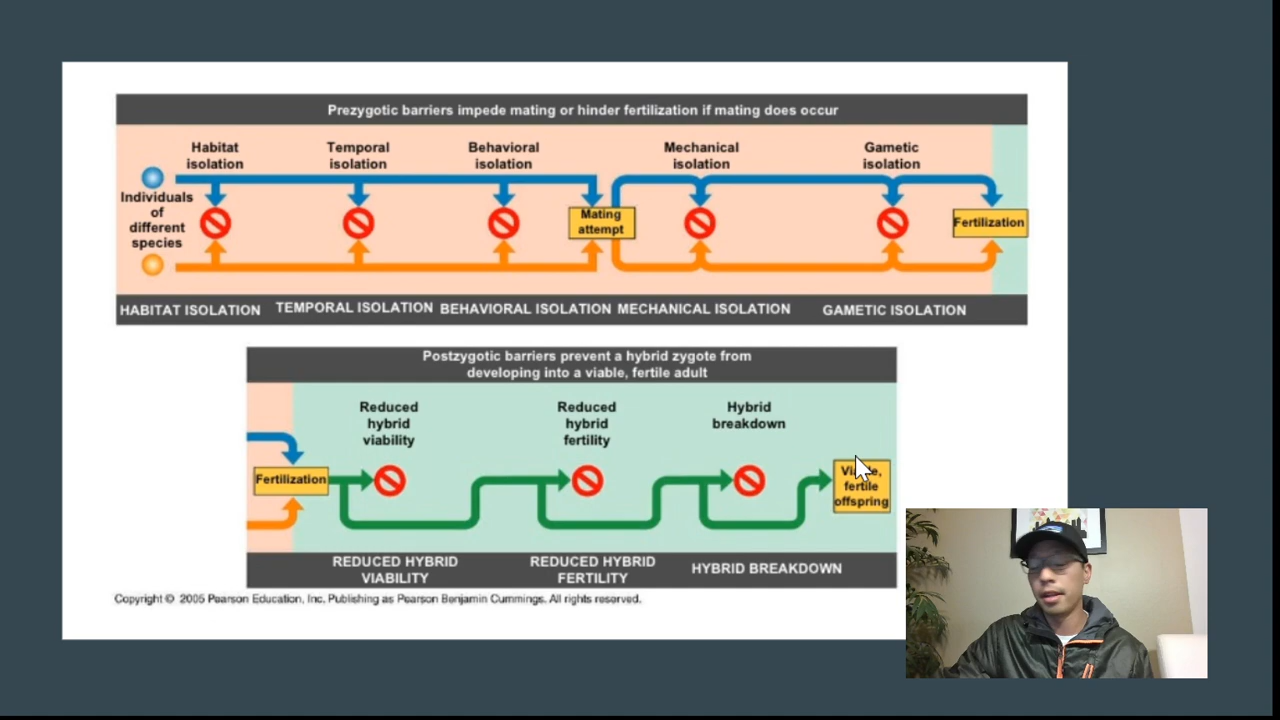 Prezygotic barriers impede mating or hinder fertilization if mating does occur
Habitat
isolation
Temporal
isolation
Behavioral
isolation
Mechanical
isolation
Gametic
isolation
Individuals
of
different
species
Mating
attempt
Fertilization
HABITAT ISOLATION
TEMPORAL ISOLATION
BEHAVIORAL ISOLATION
MECHANICAL ISOLATION
GAMETIC ISOLATION
Postzygotic barriers prevent a hybrid zygote from
developing into a viable, fertile adult
Reduced
hybrid
viability
Reduced
hybrid
fertility
Hybrid
breakdown
Fertilization
fertile
offspring
REDUCED HYBRID
VIABILITY
REDUCED HYBRID
FERTILITY
HYBRID BREAKDOWN
Copyright © 2005 Pearson Education, Inc. Publishing as Pearson Benjamin Cummings. All rights reserved.